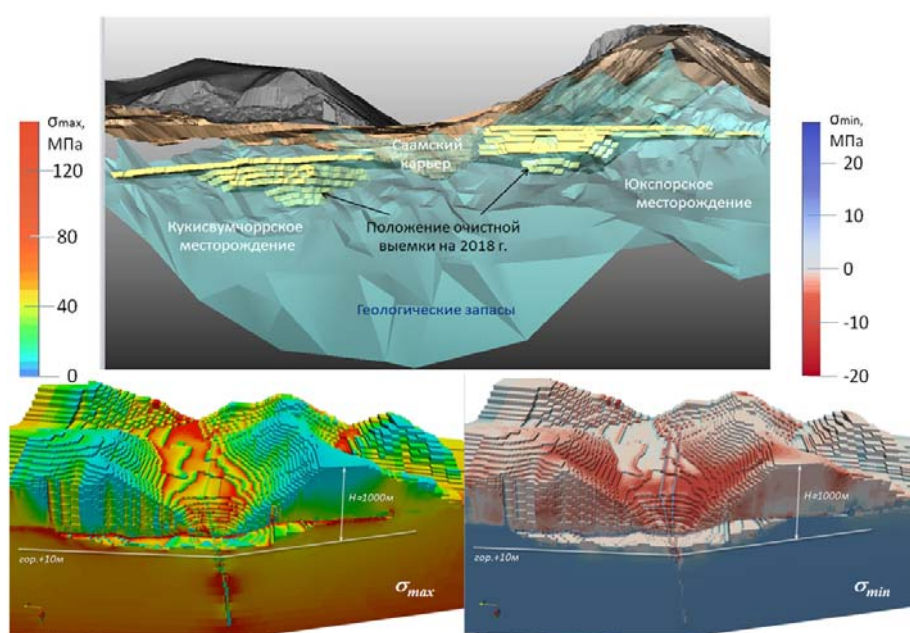 σmax,
МПа
120
80
40
0
Саамский
карьер
Юкспорское
месторождение
Кукисвумчоррское
месторождение
Положение очистной
выемки на 2018 г.
Геологические запасы
σmin,
МПа
20
10
0
-10
-20
H≈1000м
гор.+10м
σmax
H≈1000м
гор.+10м
σmin